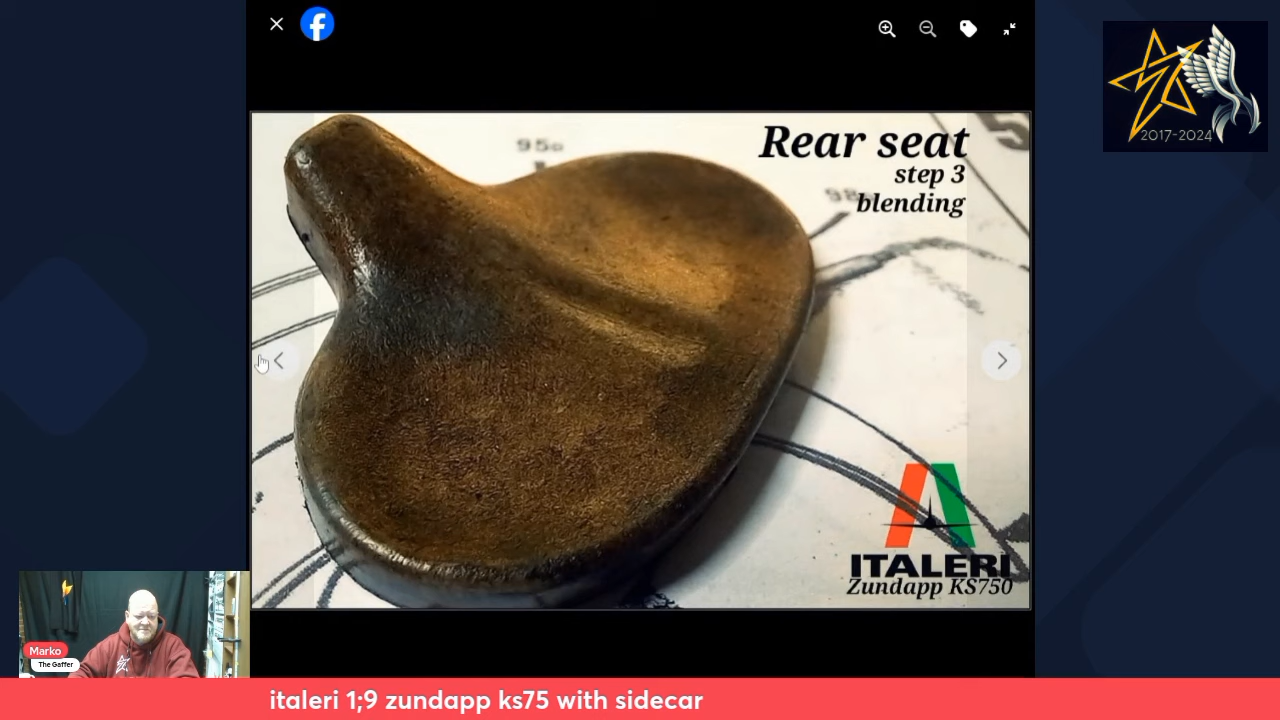 2017-2024
95o
Rear seat
step 3
blending
ITALERI
Zundapp KS750
Marko
The Gaffer
italeri 1;9 zundapp ks75 with sidecar